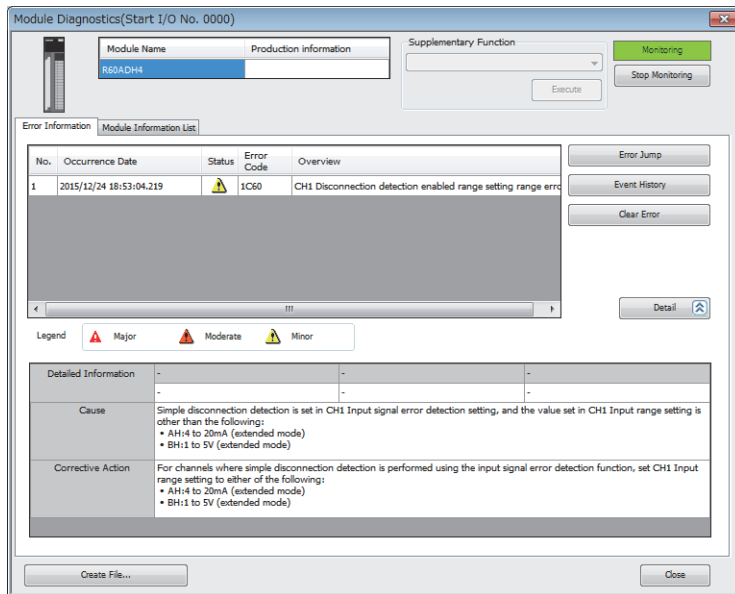 Module Diagnostics(Start I/O No. 0000)
Module Name Production information
R60ADH4
Supplementary Function
Execute
Monitoring
Stop Monitoring
Error Information Module Information List
No. Occurrence Date Status Error Code Overview
1 2015/12/24 18:53:04.219 1C60 CH1 Disconnection detection enabled range setting range erro
Error Jump
Event History
Clear Error
Detail
Legend Major Moderate Minor
Detailed Information - - -
- - -
Cause Simple disconnection detection is set in CH1 Input signal error detection setting, and the value set in CH1 Input range setting is
other than the following:
• AH:4 to 20mA (extended mode)
• BH:1 to 5V (extended mode)
Corrective Action For channels where simple disconnection detection is performed using the input signal error detection function, set CH1 Input
range setting to either of the following:
• AH:4 to 20mA (extended mode)
• BH:1 to 5V (extended mode)
Create File... Close